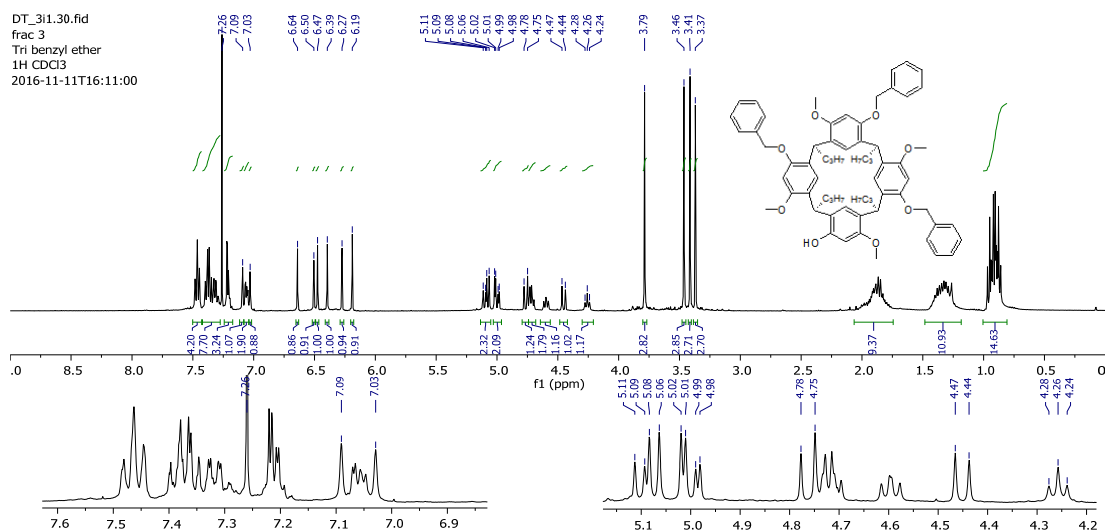 DT_3i1.30.fid
frac 3
Tri benzyl ether
1H CDCl3
2016-11-11T16:11:00
7.26 7.09 7.03 6.64 6.50 6.47 6.39 6.27 6.19 5.11 5.09 5.08 5.06 5.02 5.01 4.99 4.98 4.78 4.75 4.47 4.44 4.28 4.26 4.24 3.79 3.46 3.41 3.37
O O
O
C3H7 H7C3
O
O
C3H7 H7C3
O
HO O
4.20 7.70 3.24 1.07 1.90 0.88 0.86 0.91 1.00 1.00 0.94 0.91 2.32 2.09 1.24 1.79 1.16 1.02 1.17 2.82 2.85 2.71 2.70 9.37 10.93 14.63
.0 8.5 8.0 7.5 7.0 6.5 6.0 5.5 5.0 4.5 4.0 3.5 3.0 2.5 2.0 1.5 1.0 0.5 0
f1 (ppm)
7.26 7.09 7.03
5.11 5.09 5.08 5.06 5.02 5.01 4.99 4.98 4.78 4.75 4.47 4.44 4.28 4.26 4.24
7.6 7.5 7.4 7.3 7.2 7.1 7.0 6.9
5.1 5.0 4.9 4.8 4.7 4.6 4.5 4.4 4.3 4.2